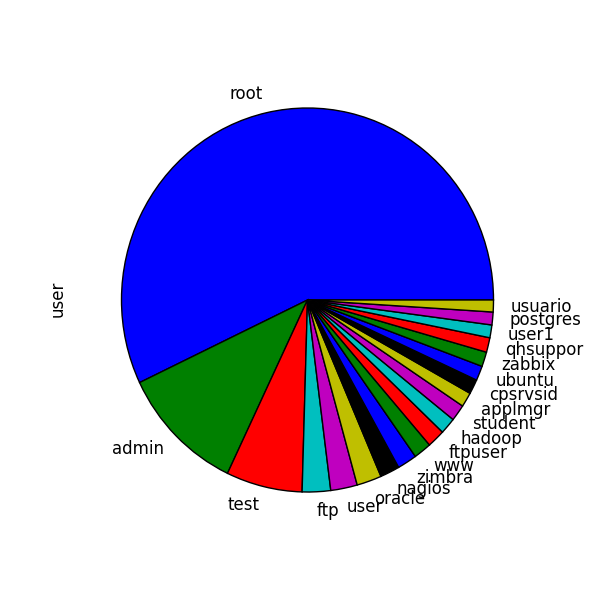 root
user
admin
test
ftp
user
oracle
nagios
zimbra
www
ftpuser
hadoop
student
applmgr
cpsrvsid
ubuntu
zabbix
qhsuppor
user1
postgres
usuario